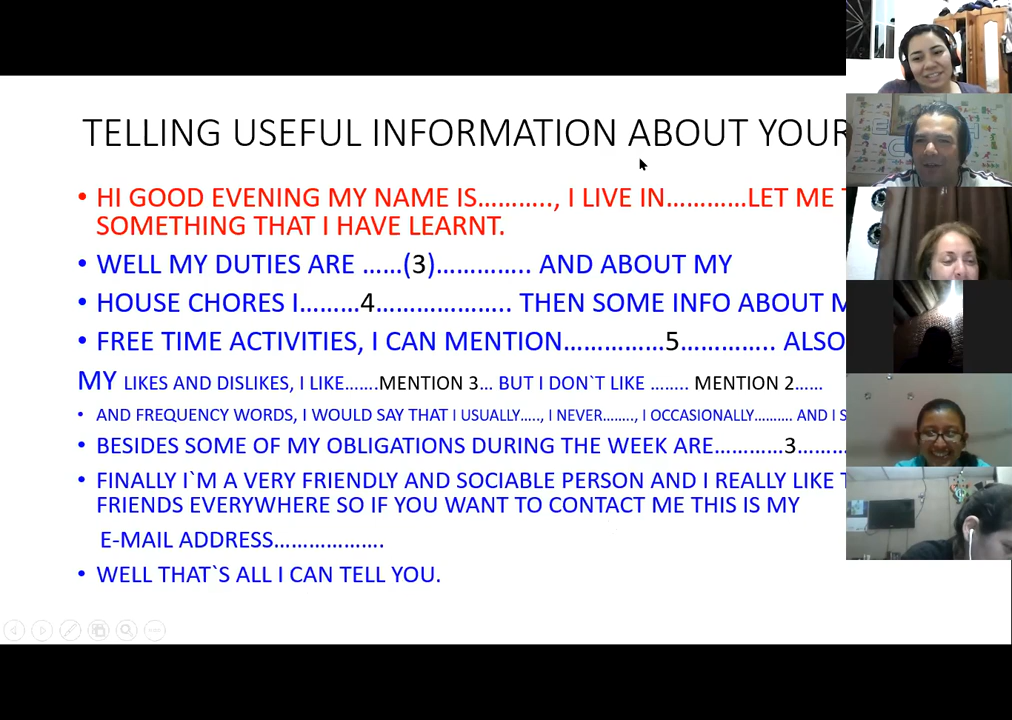 TELLING USEFUL INFORMATION ABOUT YOUR
• HI GOOD EVENING MY NAME IS……….., I LIVE IN…………LET ME
SOMETHING THAT I HAVE LEARNT.
• WELL MY DUTIES ARE ……(3)………….. AND ABOUT MY
• HOUSE CHORES I………4……………….. THEN SOME INFO ABOUT
• FREE TIME ACTIVITIES, I CAN MENTION……………5………….. ALSO
MY LIKES AND DISLIKES, I LIKE…….MENTION 3… BUT I DON`T LIKE …….. MENTION 2……
• AND FREQUENCY WORDS, I WOULD SAY THAT I USUALLY….., I NEVER…….., I OCCASIONALLY………. AND I
• BESIDES SOME OF MY OBLIGATIONS DURING THE WEEK ARE…………3……
• FINALLY I`M A VERY FRIENDLY AND SOCIABLE PERSON AND I REALLY LIKE
FRIENDS EVERYWHERE SO IF YOU WANT TO CONTACT ME THIS IS MY
E-MAIL ADDRESS……………….
• WELL THAT`S ALL I CAN TELL YOU.